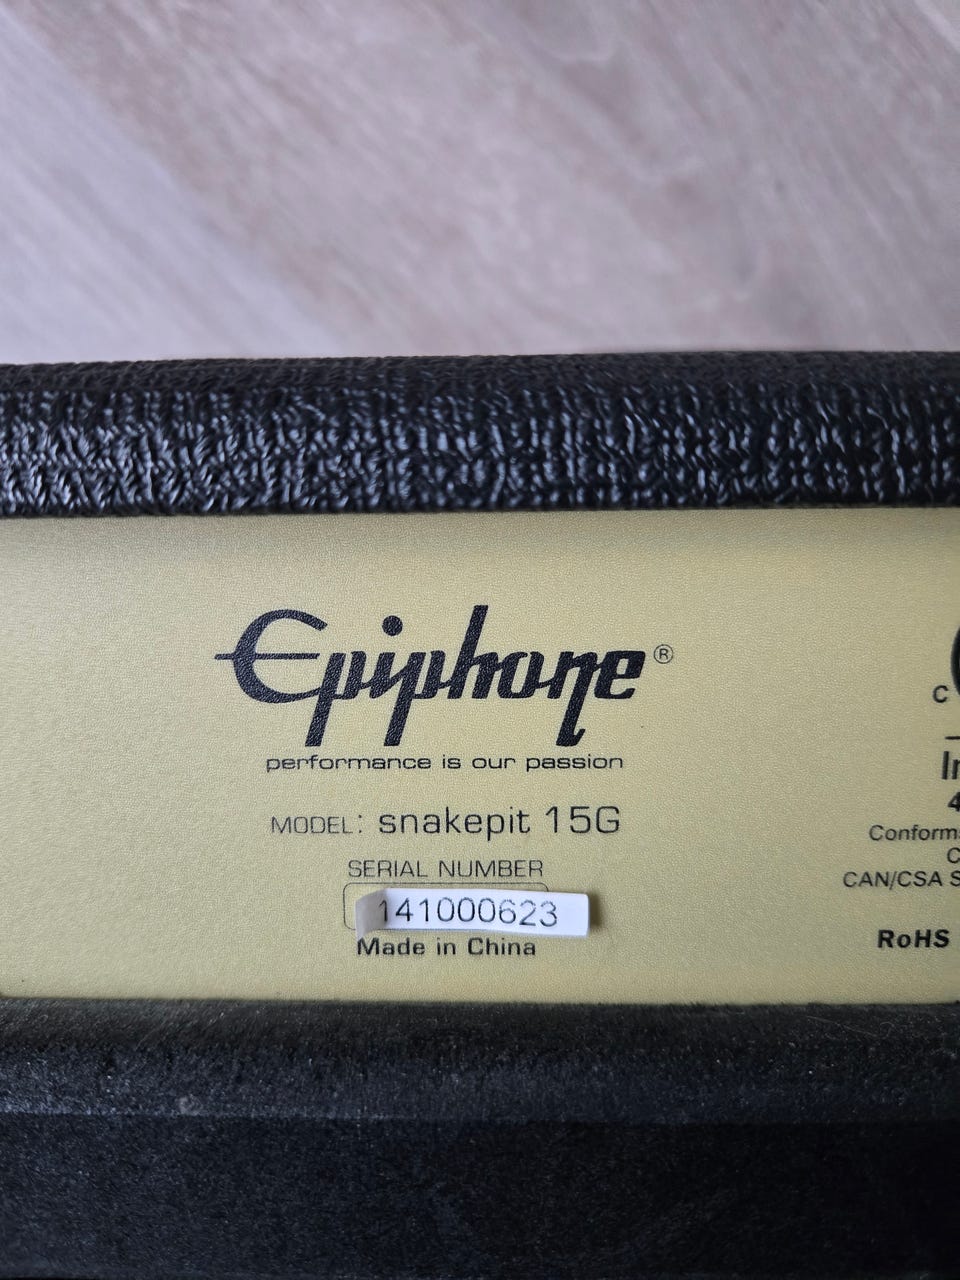 Epiphone®
performance is our passion
MODEL: snakepit 15G
SERIAL NUMBER
141000623
Made in China
C
Conform
CAN/CSA S
RoHS